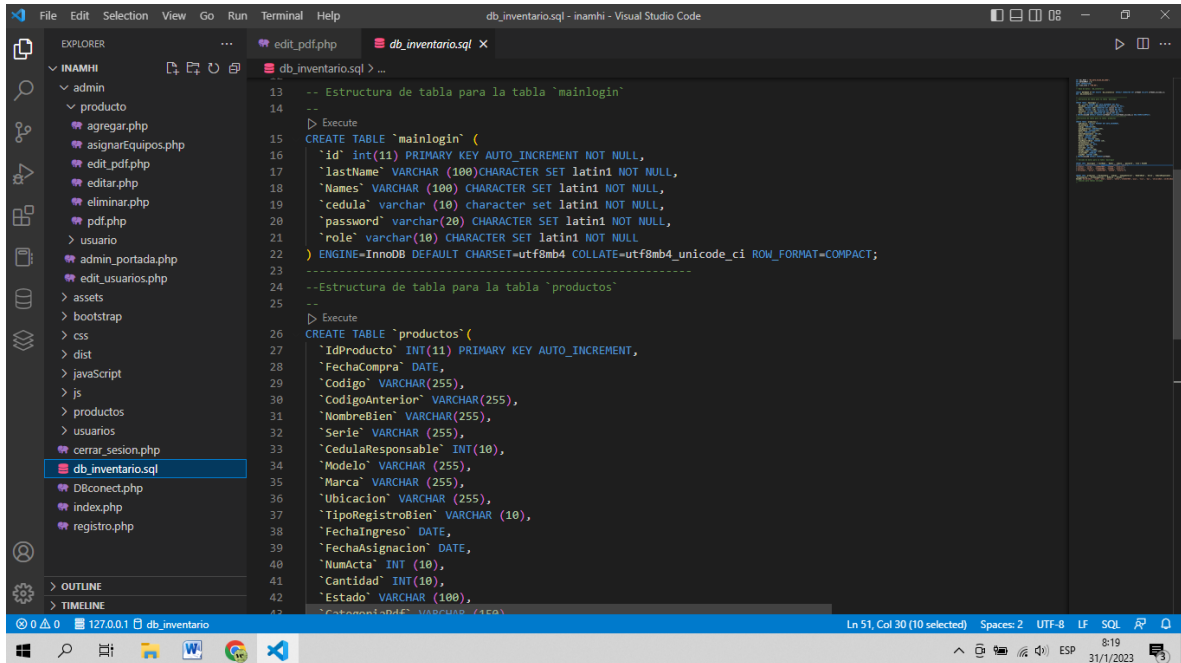 File Edit Selection View Go Run Terminal Help db_inventario.sql - inamhi - Visual Studio Code
EXPLORER ...
INAMHI
admin
producto
agregar.php
asignarEquipos.php
edit_pdf.php
editar.php
eliminar.php
pdf.php
usuario
admin_portada.php
edit_usuarios.php
assets
bootstrap
css
dist
javaScript
js
productos
usuarios
cerrar_sesion.php
db_inventario.sql
DBconect.php
index.php
registro.php
OUTLINE
TIMELINE
edit_pdf.php db_inventario.sql
db_inventario.sql > ...
13 -- Estructura de tabla para la tabla `mainlogin`
14 --
Execute
15 CREATE TABLE `mainlogin` (
16 `id` int(11) PRIMARY KEY AUTO_INCREMENT NOT NULL,
17 `lastName` VARCHAR (100)CHARACTER SET latin1 NOT NULL,
18 `Names` VARCHAR (100) CHARACTER SET latin1 NOT NULL,
19 `cedula` varchar (10) character set latin1 NOT NULL,
20 `password` varchar(20) CHARACTER SET latin1 NOT NULL,
21 `role` varchar(10) CHARACTER SET latin1 NOT NULL
22 ) ENGINE=InnoDB DEFAULT CHARSET=utf8mb4 COLLATE=utf8mb4_unicode_ci ROW_FORMAT=COMPACT;
23 --------------------------------------------------------
24 --Estructura de tabla para la tabla `productos`
25 --
Execute
26 CREATE TABLE `productos`(
27 `IdProducto` INT(11) PRIMARY KEY AUTO_INCREMENT,
28 `FechaCompra` DATE,
29 `Codigo` VARCHAR(255),
30 `CodigoAnterior` VARCHAR(255),
31 `NombreBien` VARCHAR(255),
32 `Serie` VARCHAR (255),
33 `CedulaResponsable` INT(10),
34 `Modelo` VARCHAR (255),
35 `Marca` VARCHAR (255),
36 `Ubicacion` VARCHAR (255),
37 `TipoRegistroBien` VARCHAR (10),
38 `FechaIngreso` DATE,
39 `FechaAsignacion` DATE,
40 `NumActa` INT (10),
41 `Cantidad` INT(10),
42 `Estado` VARCHAR (100),
43 `CategoriaPdf` VARCHAR (150)
0 0 127.0.0.1 db_inventario Ln 51, Col 30 (10 selected) Spaces: 2 UTF-8 LF SQL
ESP 8:19
31/1/2023 3